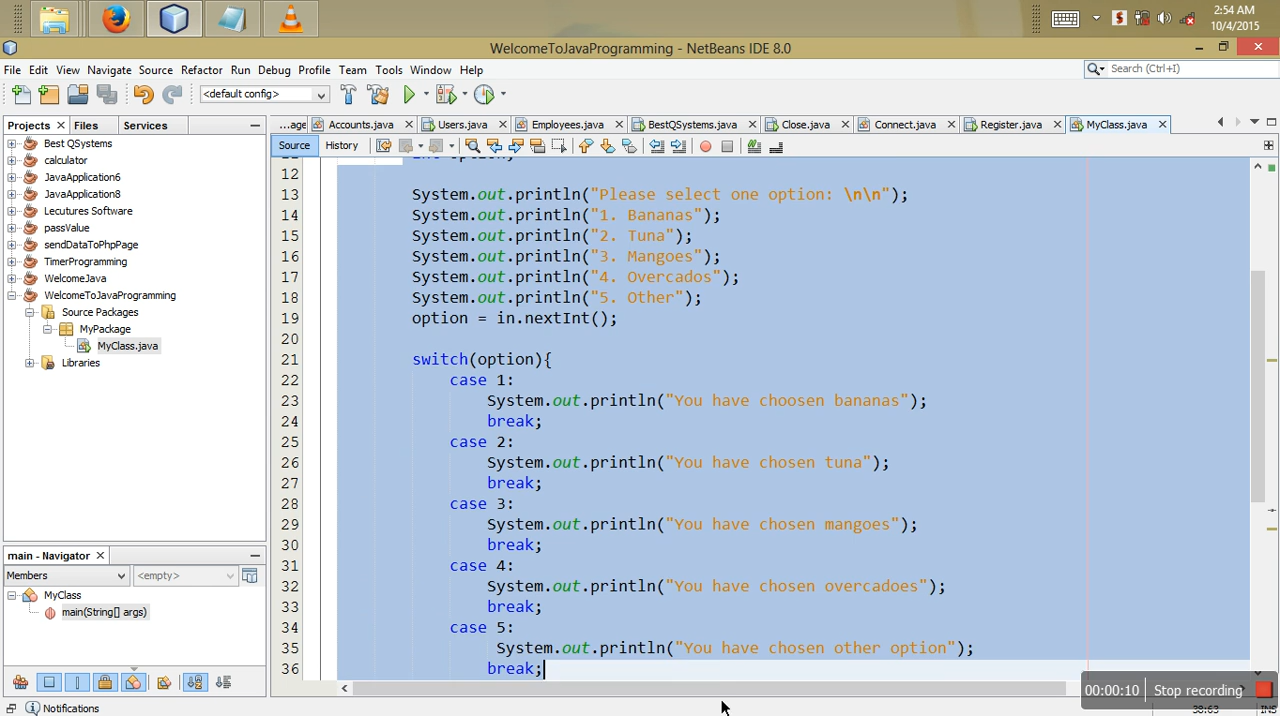 2:54 AM
10/4/2015
WelcomeToJavaProgramming - NetBeans IDE 8.0
File Edit View Navigate Source Refactor Run Debug Profile Team Tools Window Help
Search (Ctrl+I)
<default config>
Projects Files Services
...age Accounts.java Users.java Employees.java BestQSystems.java Close.java Connect.java Register.java MyClass.java
Source History
Best QSystems
calculator
JavaApplication6
JavaApplication8
Lecutures Software
passValue
sendDataToPhpPage
TimerProgramming
WelcomeJava
WelcomeToJavaProgramming
Source Packages
MyPackage
MyClass.java
Libraries
main - Navigator
Members <empty>
MyClass
main(String[] args)
12
13 System.out.println("Please select one option: \n\n");
14 System.out.println("1. Bananas");
15 System.out.println("2. Tuna");
16 System.out.println("3. Mangoes");
17 System.out.println("4. Overcados");
18 System.out.println("5. Other");
19 option = in.nextInt();
20
21 switch(option){
22 case 1:
23 System.out.println("You have choosen bananas");
24 break;
25 case 2:
26 System.out.println("You have chosen tuna");
27 break;
28 case 3:
29 System.out.println("You have chosen mangoes");
30 break;
31 case 4:
32 System.out.println("You have chosen overcadoes");
33 break;
34 case 5:
35 System.out.println("You have chosen other option");
36 break;
00:00:10 Stop recording
Notifications
38:63 INS